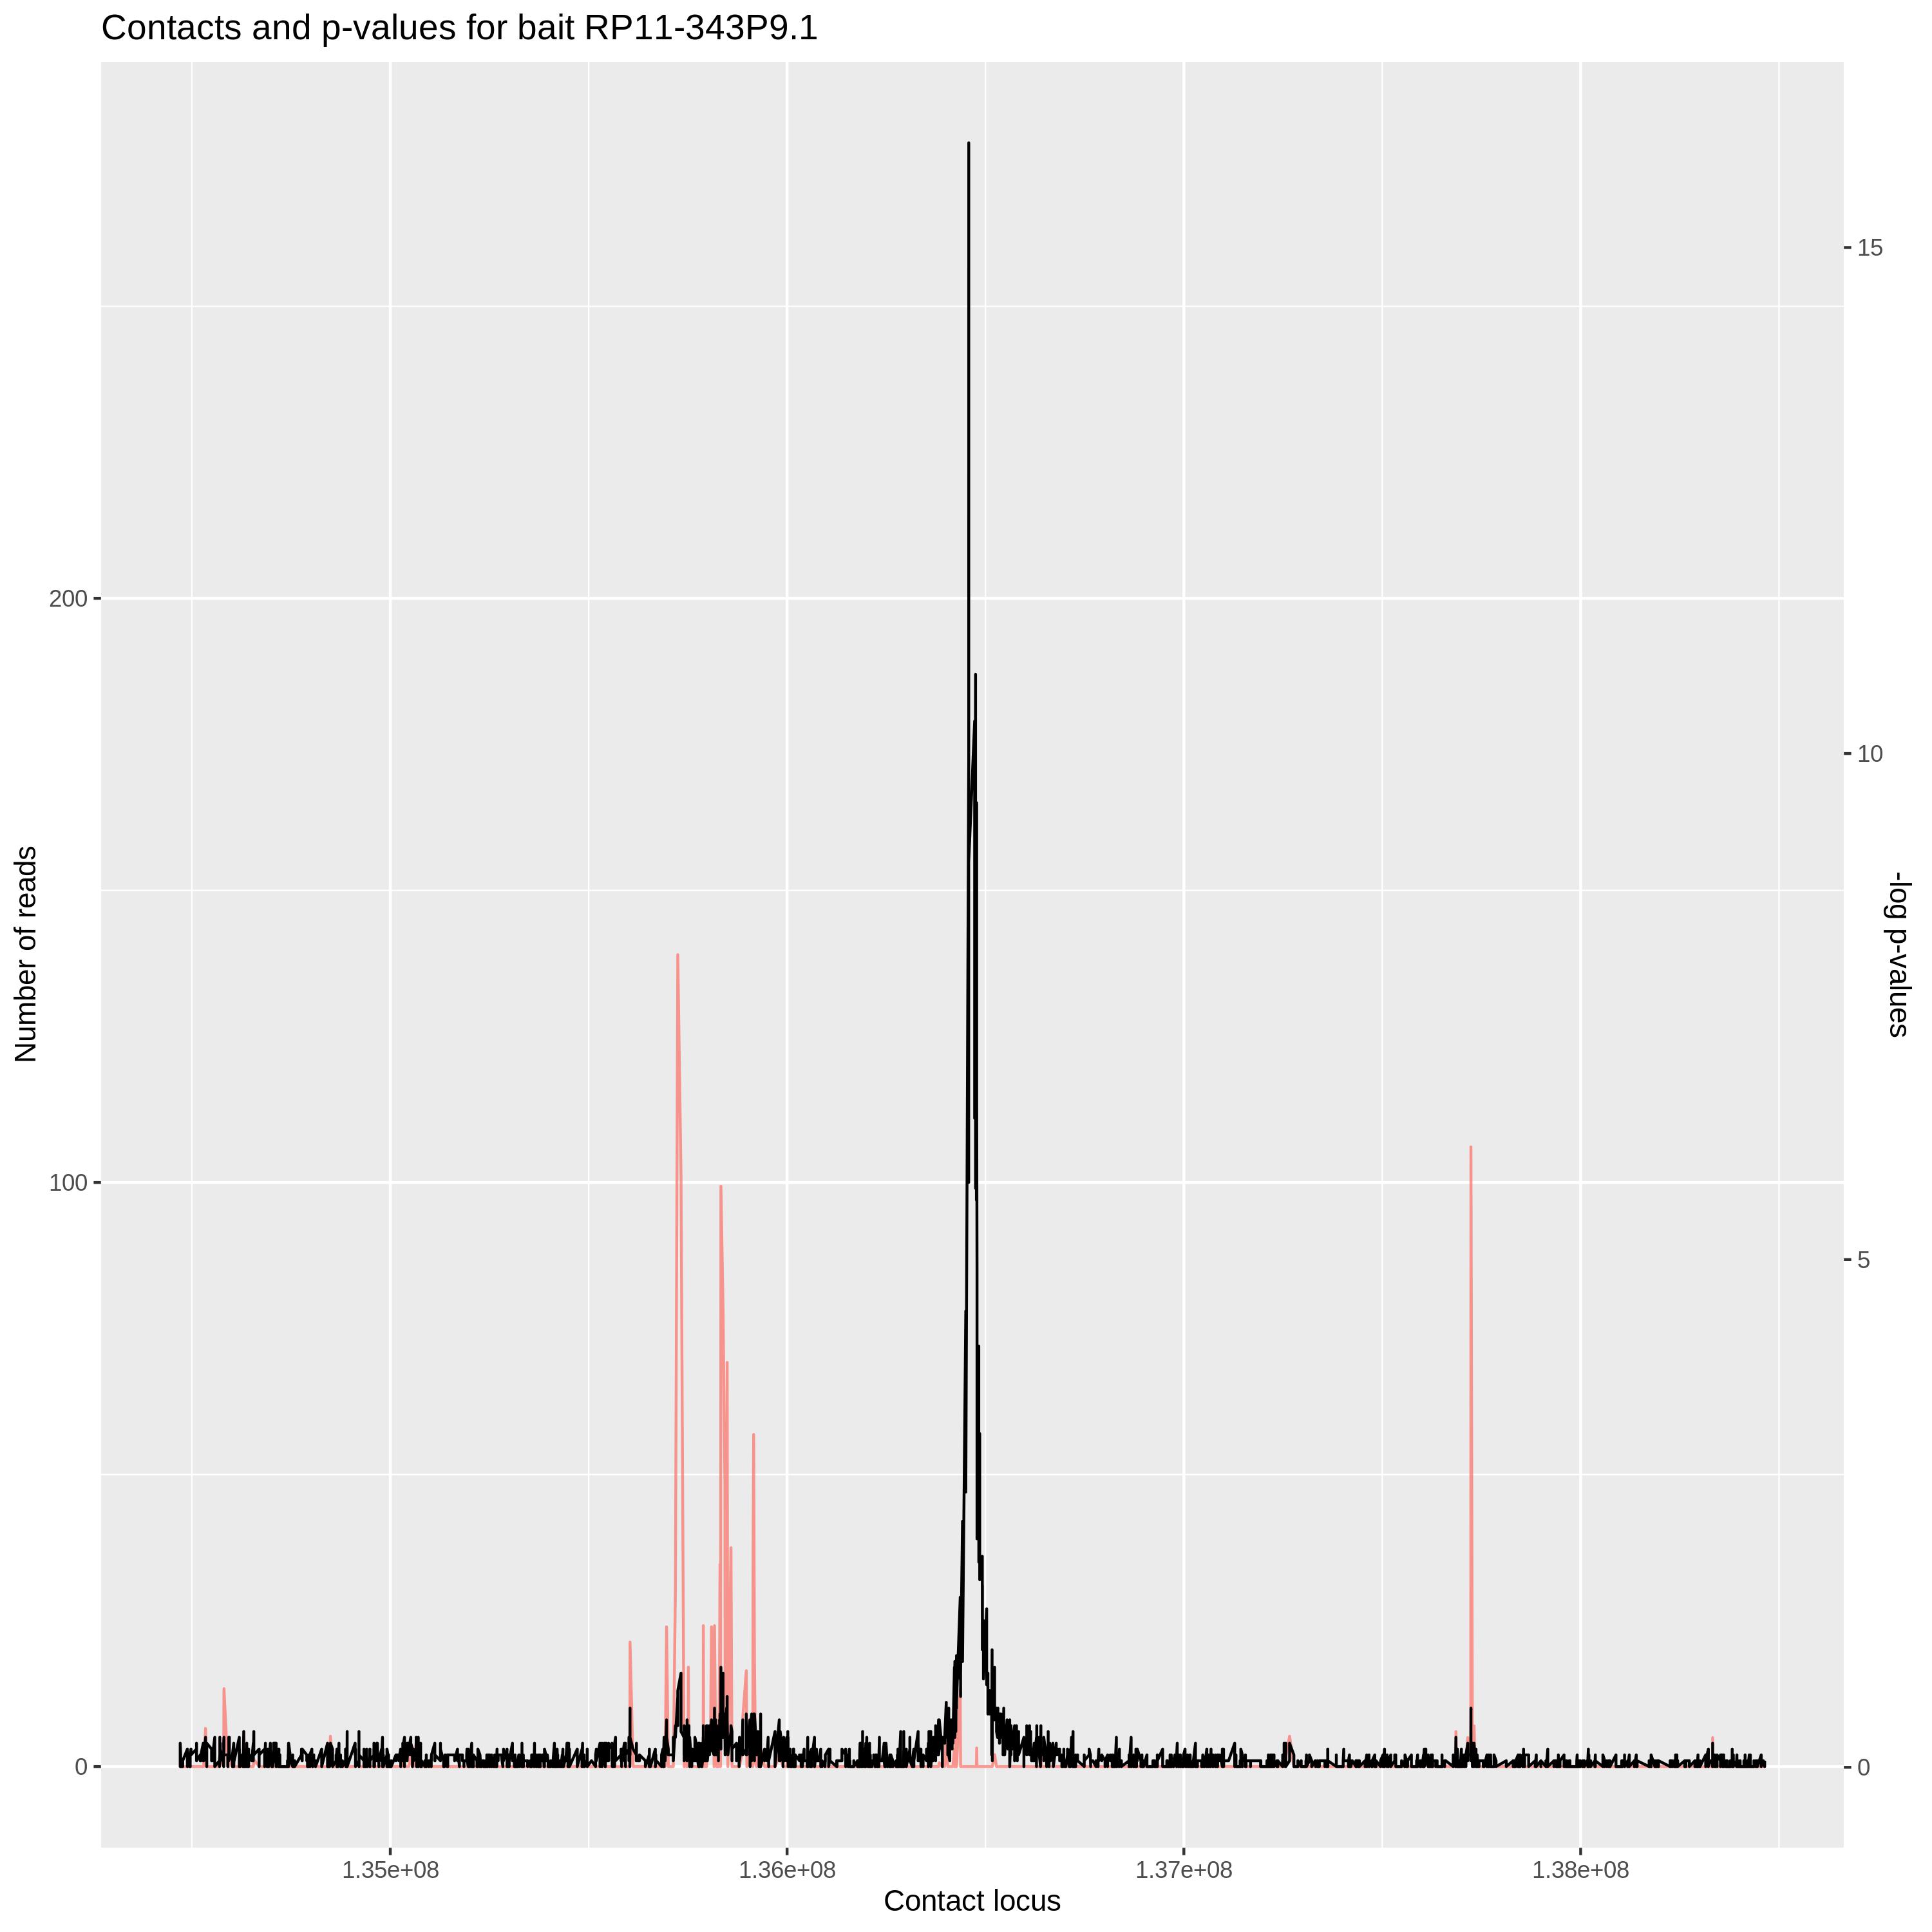 Contacts and p-values for bait RP11-343P9.1
Number of reads
200
100
0
15
10
5
0
-log p-values
1.35e+08
1.36e+08
1.37e+08
1.38e+08
Contact locus